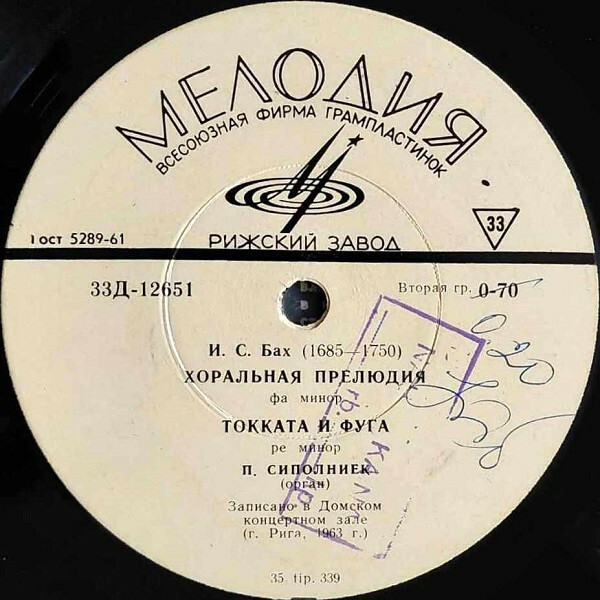 МЕЛОДИЯ
ВСЕСОЮЗНАЯ ФИРМА ГРАМПЛАСТИНОК
ГОСТ 5289-61
РИЖСКИЙ ЗАВОД
33
33Д-12651
Вторая гр. 0-70
И. С. Бах (1685—1750)
ХОРАЛЬНАЯ ПРЕЛЮДИЯ
фа минор
ТОККАТА И ФУГА
ре минор
П. СИПОЛНИЕК
(орган)
Записано в Домском
концертном зале
(г. Рига, 1963 г.)
35 tip. 339